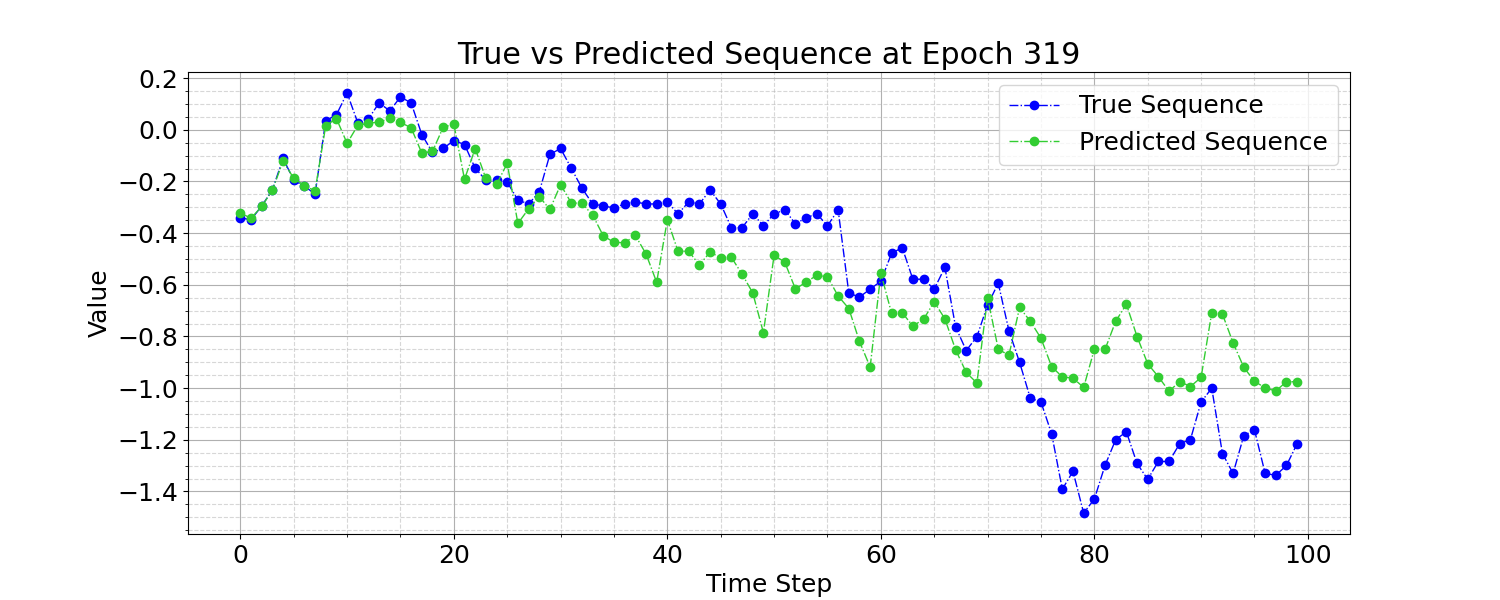 True vs Predicted Sequence at Epoch 319
0.2
0.0
−0.2
−0.4
−0.6
−0.8
−1.0
−1.2
−1.4
Value
True Sequence
Predicted Sequence
0 20 40 60 80 100
Time Step